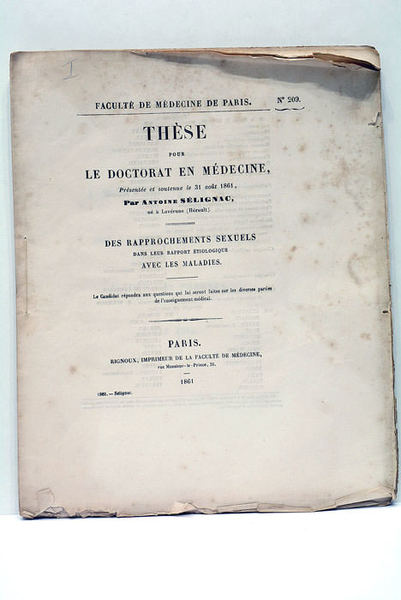 I
FACULTÉ DE MÉDECINE DE PARIS. N° 209.
THÈSE
POUR
LE DOCTORAT EN MÉDECINE,
Présentée et soutenue le 31 août 1861,
Par ANTOINE SÉLIGNAC,
né à Lavérune (Hérault).
DES RAPPROCHEMENTS SEXUELS
DANS LEUR RAPPORT ÉTIOLOGIQUE
AVEC LES MALADIES.
Le Candidat répondra aux questions qui lui seront faites sur les diverses parties
de l'enseignement médical.
PARIS.
RIGNOUX, IMPRIMEUR DE LA FACULTÉ DE MÉDECINE,
rue Monsieur-le-Prince, 31.
1861
1861. — Sélignac.